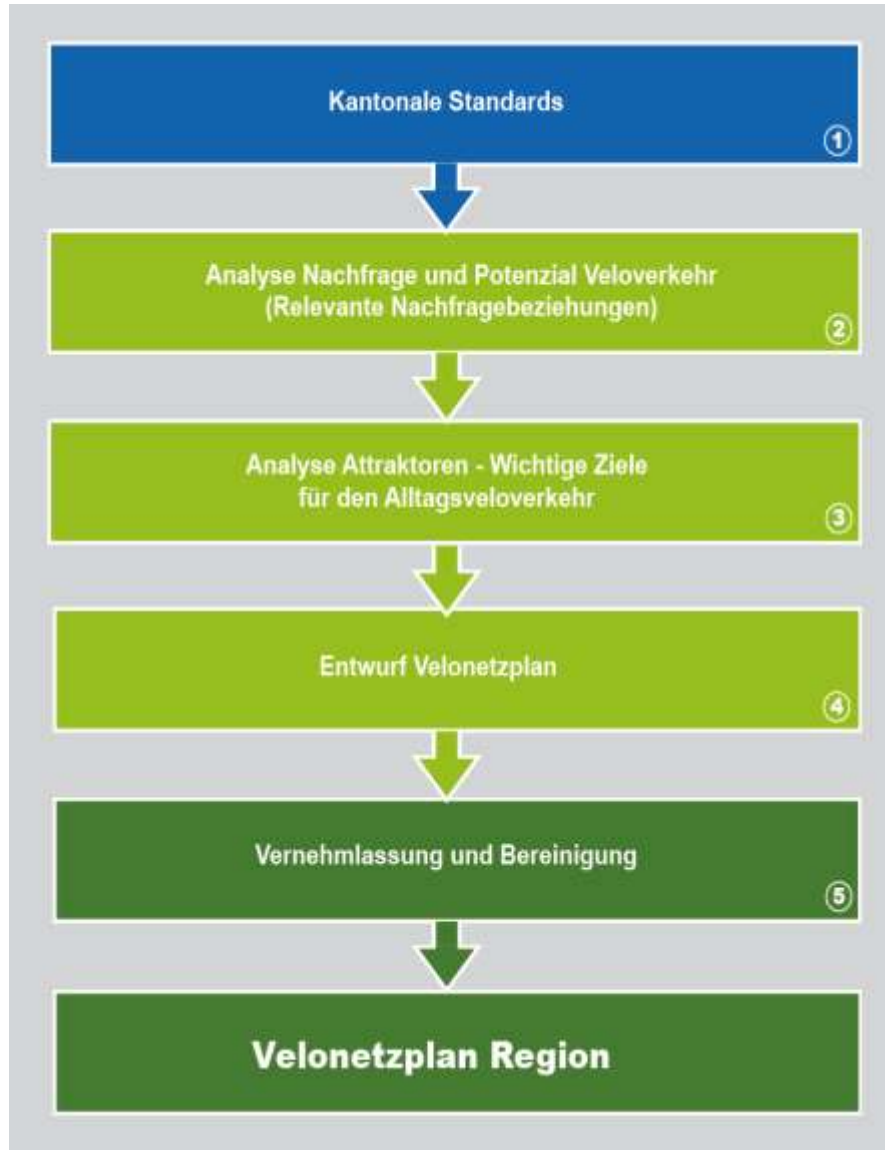 Kantonale Standards
①
Analyse Nachfrage und Potenzial Veloverkehr
(Relevante Nachfragebeziehungen)
②
Analyse Attraktoren - Wichtige Ziele
für den Alltagsveloverkehr
③
Entwurf Velonetzplan
④
Vernehmlassung und Bereinigung
⑤
Velonetzplan Region